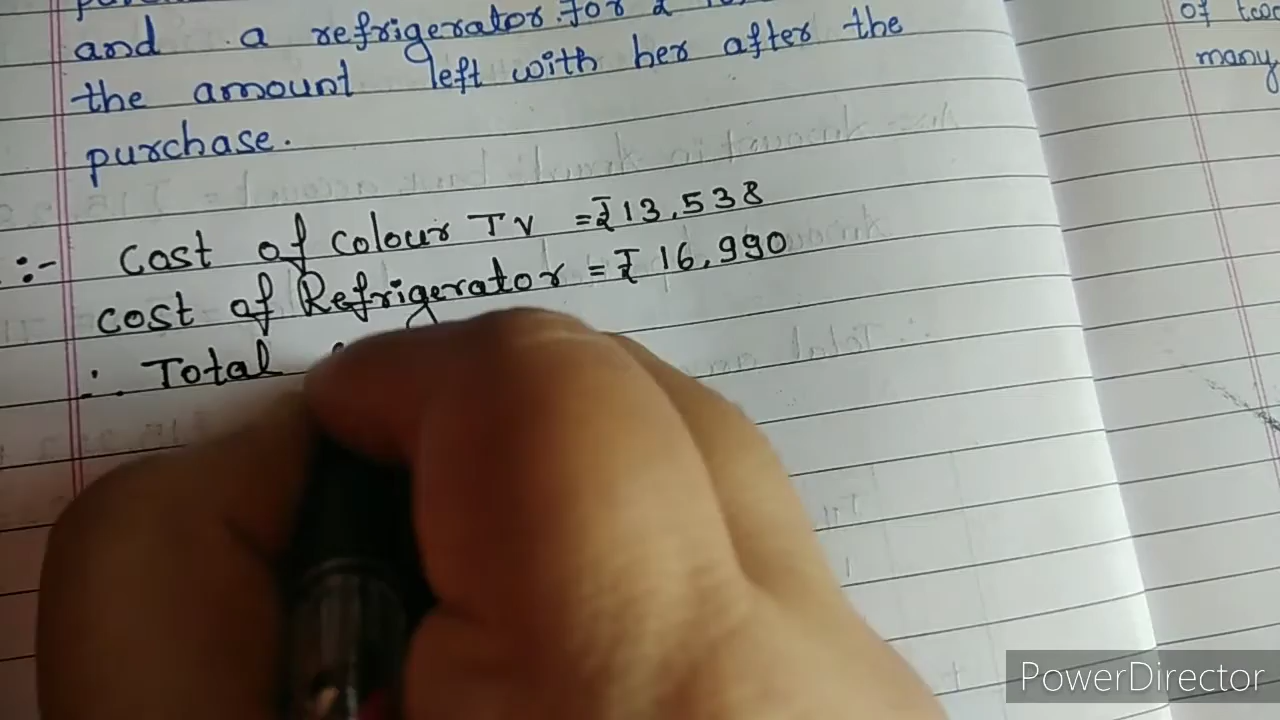 and a refrigerator for ₹
the amount left with her after the
purchase.
:- Cost of Colour TV = ₹ 13,538
cost of Refrigerator = ₹ 16,990
∴ Total
of
many
PowerDirector